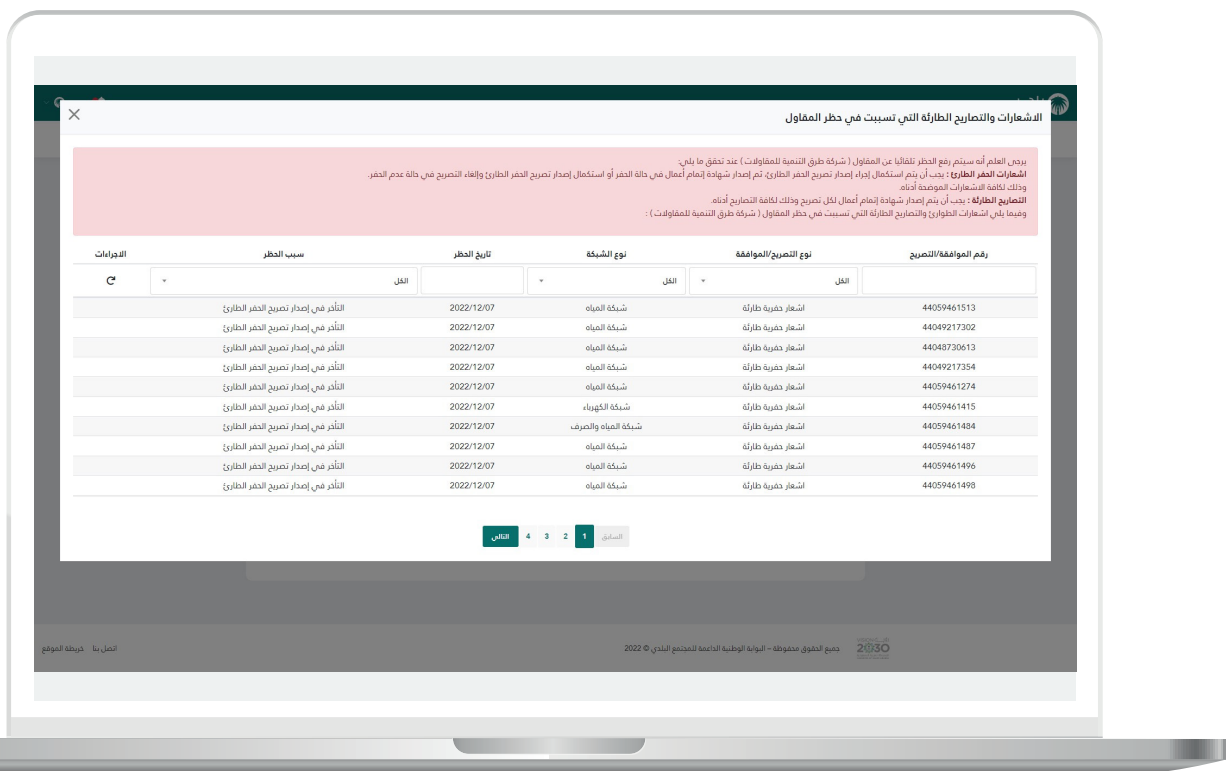 الاشعارات والتصاريح الطارئة التي تسببت في حظر المقاول
يرجى العلم أنه سيتم رفع الحظر تلقائيا عن المقاول ( شركة طرق التنمية للمقاولات ) عند تحقق ما يلي:
اشعارات الحفر الطارئ : يجب أن يتم استكمال إجراء إصدار تصريح الحفر الطارئ، ثم إصدار شهادة إتمام أعمال في حالة الحفر أو استكمال إصدار تصريح الحفر الطارئ وإلغاء التصريح في حالة عدم الحفر.
وذلك لكافة الاشعارات الموضحة أدناه.
التصاريح الطارئة : يجب أن يتم إصدار شهادة إتمام أعمال لكل تصريح وذلك لكافة التصاريح أدناه.
وفيما يلي اشعارات الطوارئ والتصاريح الطارئة التي تسببت في حظر المقاول ( شركة طرق التنمية للمقاولات ) :
رقم الموافقة/التصريح نوع التصريح/الموافقة نوع الشبكة تاريخ الحظر سبب الحظر الاجراءات
الكل الكل الكل
44059461513 اشعار حفرية طارئة شبكة المياه 2022/12/07 التأخر في إصدار تصريح الحفر الطارئ
44049217302 اشعار حفرية طارئة شبكة المياه 2022/12/07 التأخر في إصدار تصريح الحفر الطارئ
44048730613 اشعار حفرية طارئة شبكة المياه 2022/12/07 التأخر في إصدار تصريح الحفر الطارئ
44049217354 اشعار حفرية طارئة شبكة المياه 2022/12/07 التأخر في إصدار تصريح الحفر الطارئ
44059461274 اشعار حفرية طارئة شبكة المياه 2022/12/07 التأخر في إصدار تصريح الحفر الطارئ
44059461415 اشعار حفرية طارئة شبكة الكهرباء 2022/12/07 التأخر في إصدار تصريح الحفر الطارئ
44059461484 اشعار حفرية طارئة شبكة المياه والصرف 2022/12/07 التأخر في إصدار تصريح الحفر الطارئ
44059461487 اشعار حفرية طارئة شبكة المياه 2022/12/07 التأخر في إصدار تصريح الحفر الطارئ
44059461496 اشعار حفرية طارئة شبكة المياه 2022/12/07 التأخر في إصدار تصريح الحفر الطارئ
44059461498 اشعار حفرية طارئة شبكة المياه 2022/12/07 التأخر في إصدار تصريح الحفر الطارئ
السابق 1 2 3 4 التالي
2030 جميع الحقوق محفوظة – البوابة الوطنية الداعمة للمجتمع البلدي © 2022 اتصل بنا خريطة الموقع